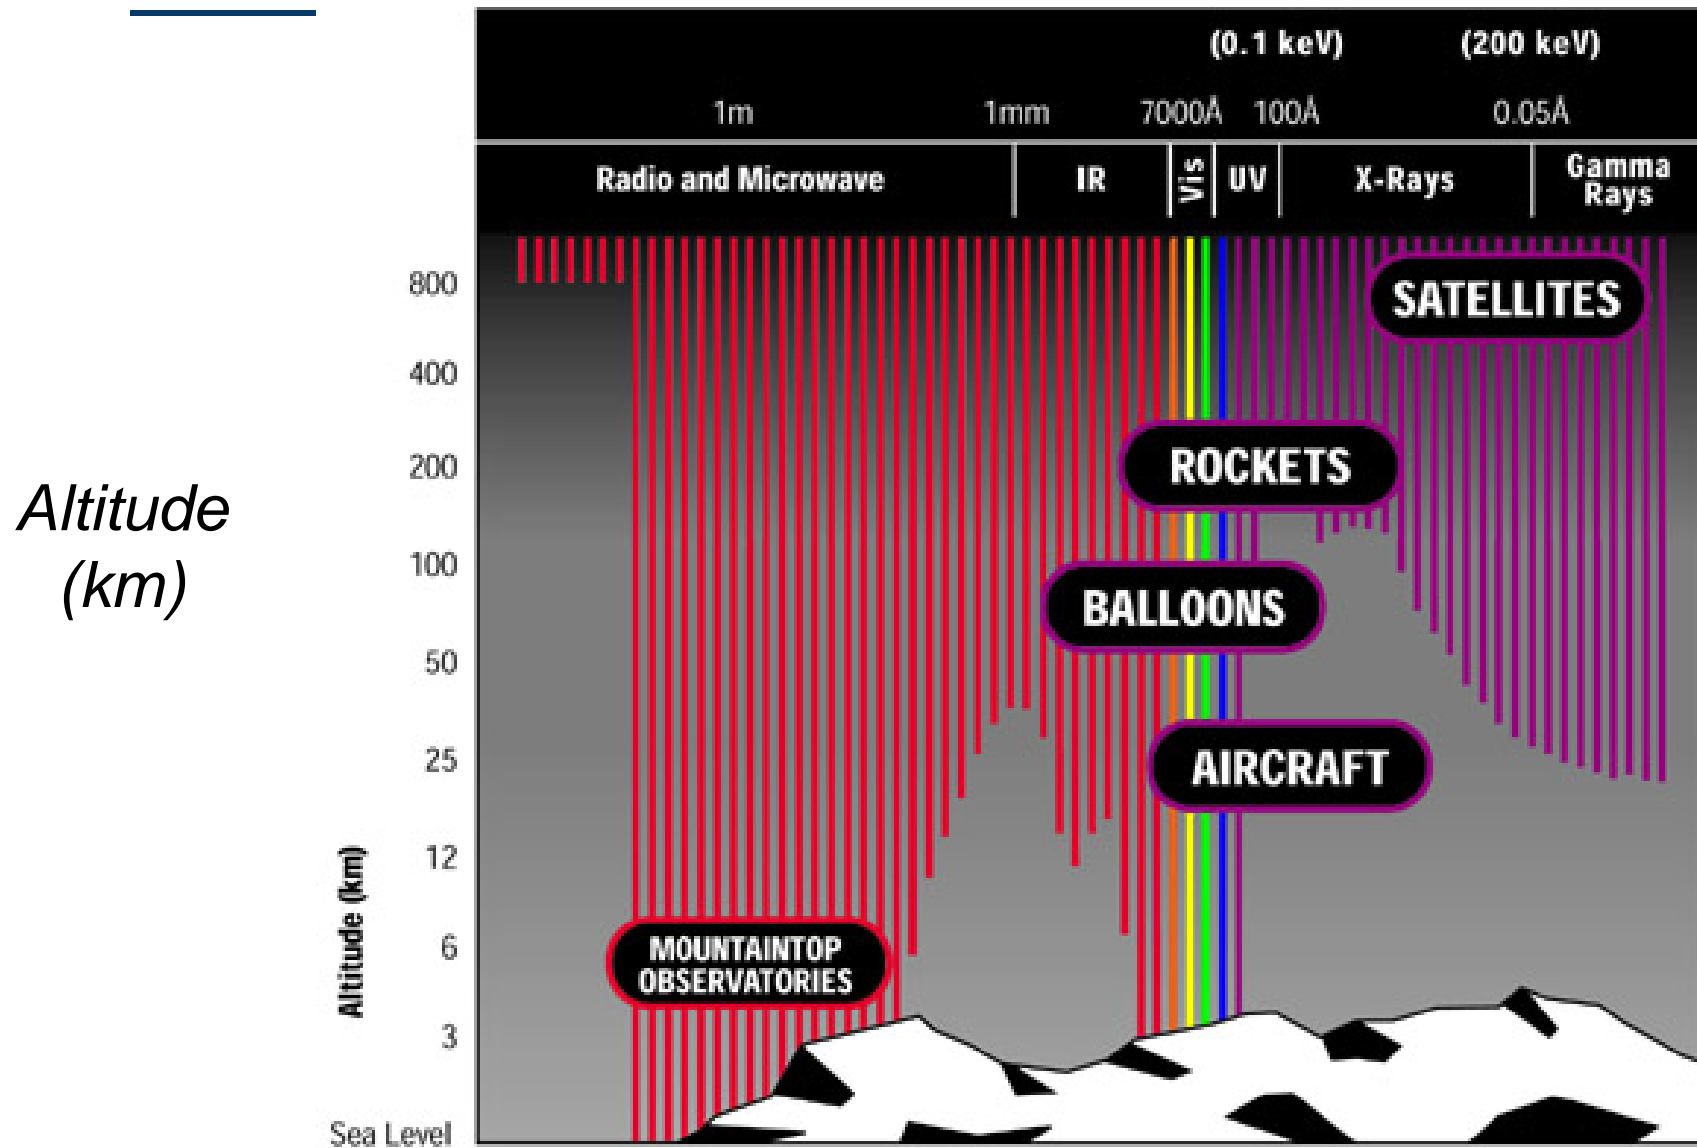 (0.1 keV) (200 keV)
1m 1mm 7000Å 100Å 0.05Å
Radio and Microwave IR Vis UV X-Rays Gamma Rays
800
SATELLITES
400
200
ROCKETS
Altitude
(km)
100
BALLOONS
50
25
AIRCRAFT
12
Altitude (km)
6
MOUNTAINTOP
OBSERVATORIES
3
Sea Level